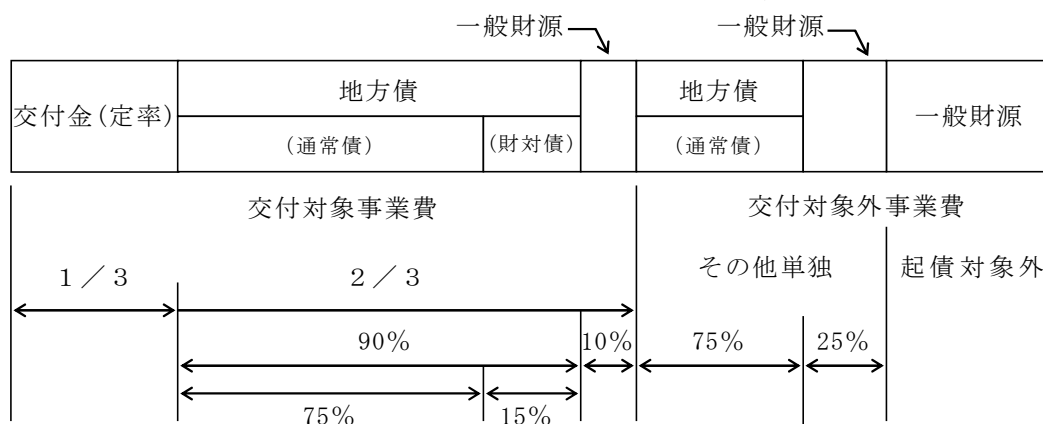 一般財源 一般財源
交付金(定率) 地方債 地方債 一般財源
(通常債) (財対債) (通常債)
交付対象事業費 交付対象外事業費
1/3 2/3 その他単独 起債対象外
90% 10% 75% 25%
75% 15%